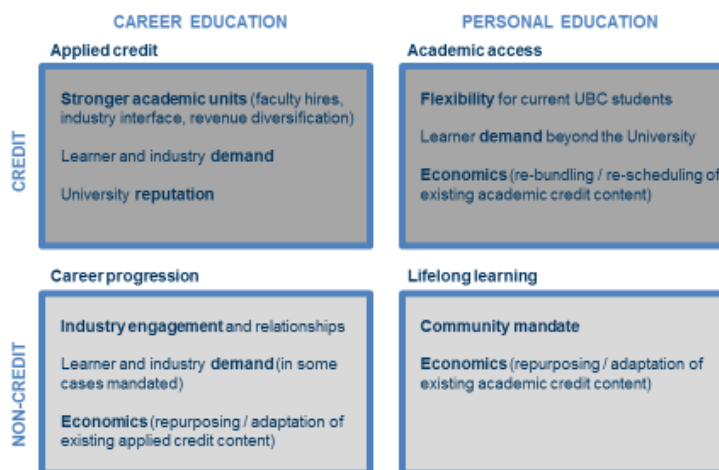 CAREER EDUCATION
PERSONAL EDUCATION
CREDIT
Applied credit
Stronger academic units (faculty hires,
industry interface, revenue diversification)
Learner and industry demand
University reputation
Academic access
Flexibility for current UBC students
Learner demand beyond the University
Economics (re-bundling / re-scheduling of
existing academic credit content)
NON-CREDIT
Career progression
Industry engagement and relationships
Learner and industry demand (in some
cases mandated)
Economics (repurposing / adaptation of
existing applied credit content)
Lifelong learning
Community mandate
Economics (repurposing / adaptation of
existing academic credit content)